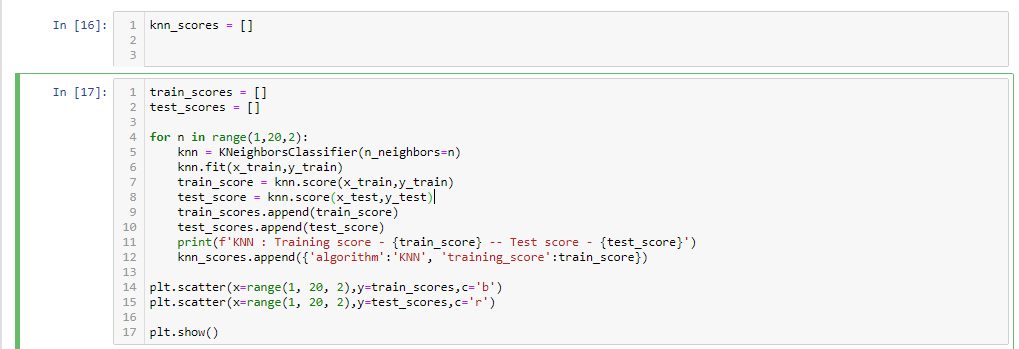 In [16]:
1 knn_scores = []
2
3
In [17]:
1 train_scores = []
2 test_scores = []
3
4 for n in range(1,20,2):
5     knn = KNeighborsClassifier(n_neighbors=n)
6     knn.fit(x_train,y_train)
7     train_score = knn.score(x_train,y_train)
8     test_score = knn.score(x_test,y_test)
9     train_scores.append(train_score)
10     test_scores.append(test_score)
11     print(f'KNN : Training score - {train_score} -- Test score - {test_score}')
12     knn_scores.append({'algorithm':'KNN', 'training_score':train_score})
13
14 plt.scatter(x=range(1, 20, 2),y=train_scores,c='b')
15 plt.scatter(x=range(1, 20, 2),y=test_scores,c='r')
16
17 plt.show()